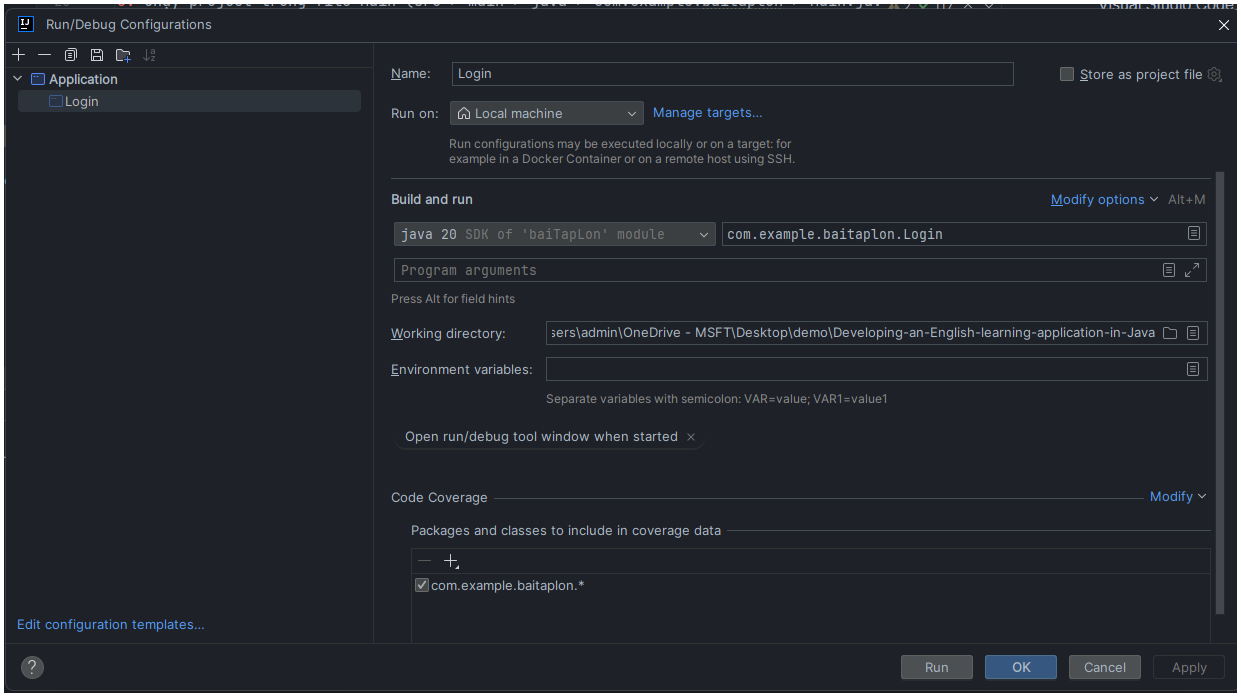 Run/Debug Configurations
Application
Login
Name: Login
Store as project file
Run on: Local machine Manage targets...
Run configurations may be executed locally or on a target: for
example in a Docker Container or on a remote host using SSH.
Build and run Modify options Alt+M
java 20 SDK of 'baiTapLon' module com.example.baitaplon.Login
Program arguments
Press Alt for field hints
Working directory: sers\admin\OneDrive - MSFT\Desktop\demo\Developing-an-English-learning-application-in-Java
Environment variables:
Separate variables with semicolon: VAR=value; VAR1=value1
Open run/debug tool window when started
Code Coverage Modify
Packages and classes to include in coverage data
com.example.baitaplon.*
Edit configuration templates...
? Run OK Cancel Apply